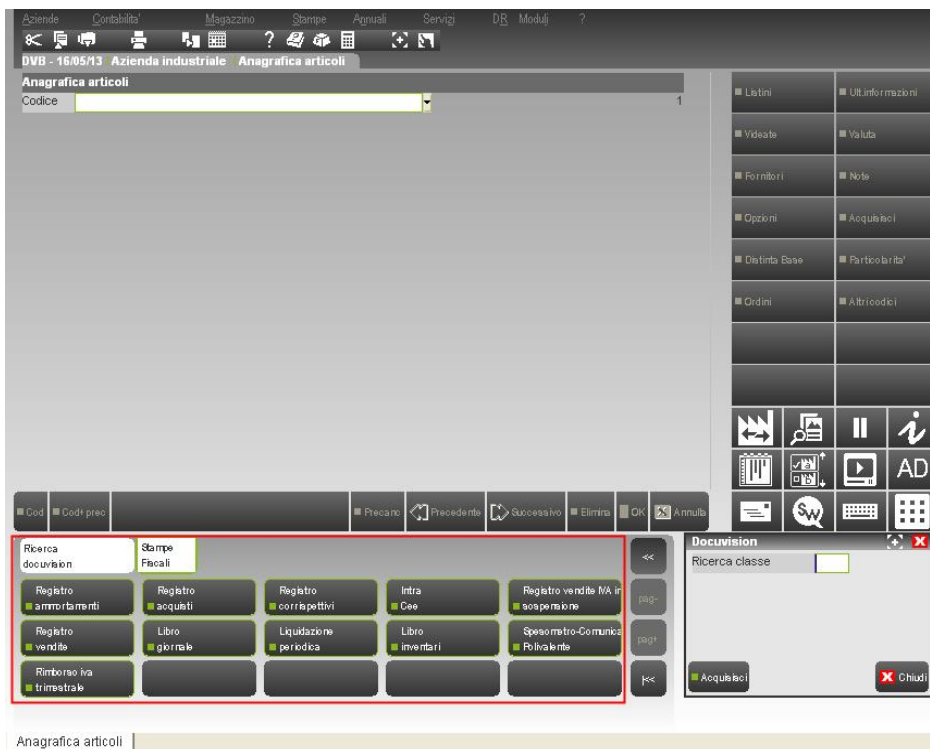 Aziende Contabilita' Magazzino Stampe Annuali Servizi DR Moduli ?
DVB - 16/05/13 Azienda industriale Anagrafica articoli
Anagrafica articoli
Codice 1
Listini Ult.informazioni
Videate Valuta
Fornitori Note
Opzioni Acquisisci
Distinta Base Particolarita'
Ordini Altri codici
AD
SW
Cod Cod+prec Precanc Precedente Successivo Elimina OK Annulla
Ricerca docuvision
Stampe Fiscali
<<
Registro ammortamenti
Registro acquisti
Registro corrispettivi
Intra Cee
Registro vendite IVA in sospensione
pag-
Registro vendite
Libro giornale
Liquidazione periodica
Libro inventari
Spesometro-Comunica Polivalente
pag+
Rimborso iva trimestrale
|<<
Docuvision
Ricerca classe
Acquisisci Chiudi
Anagrafica articoli